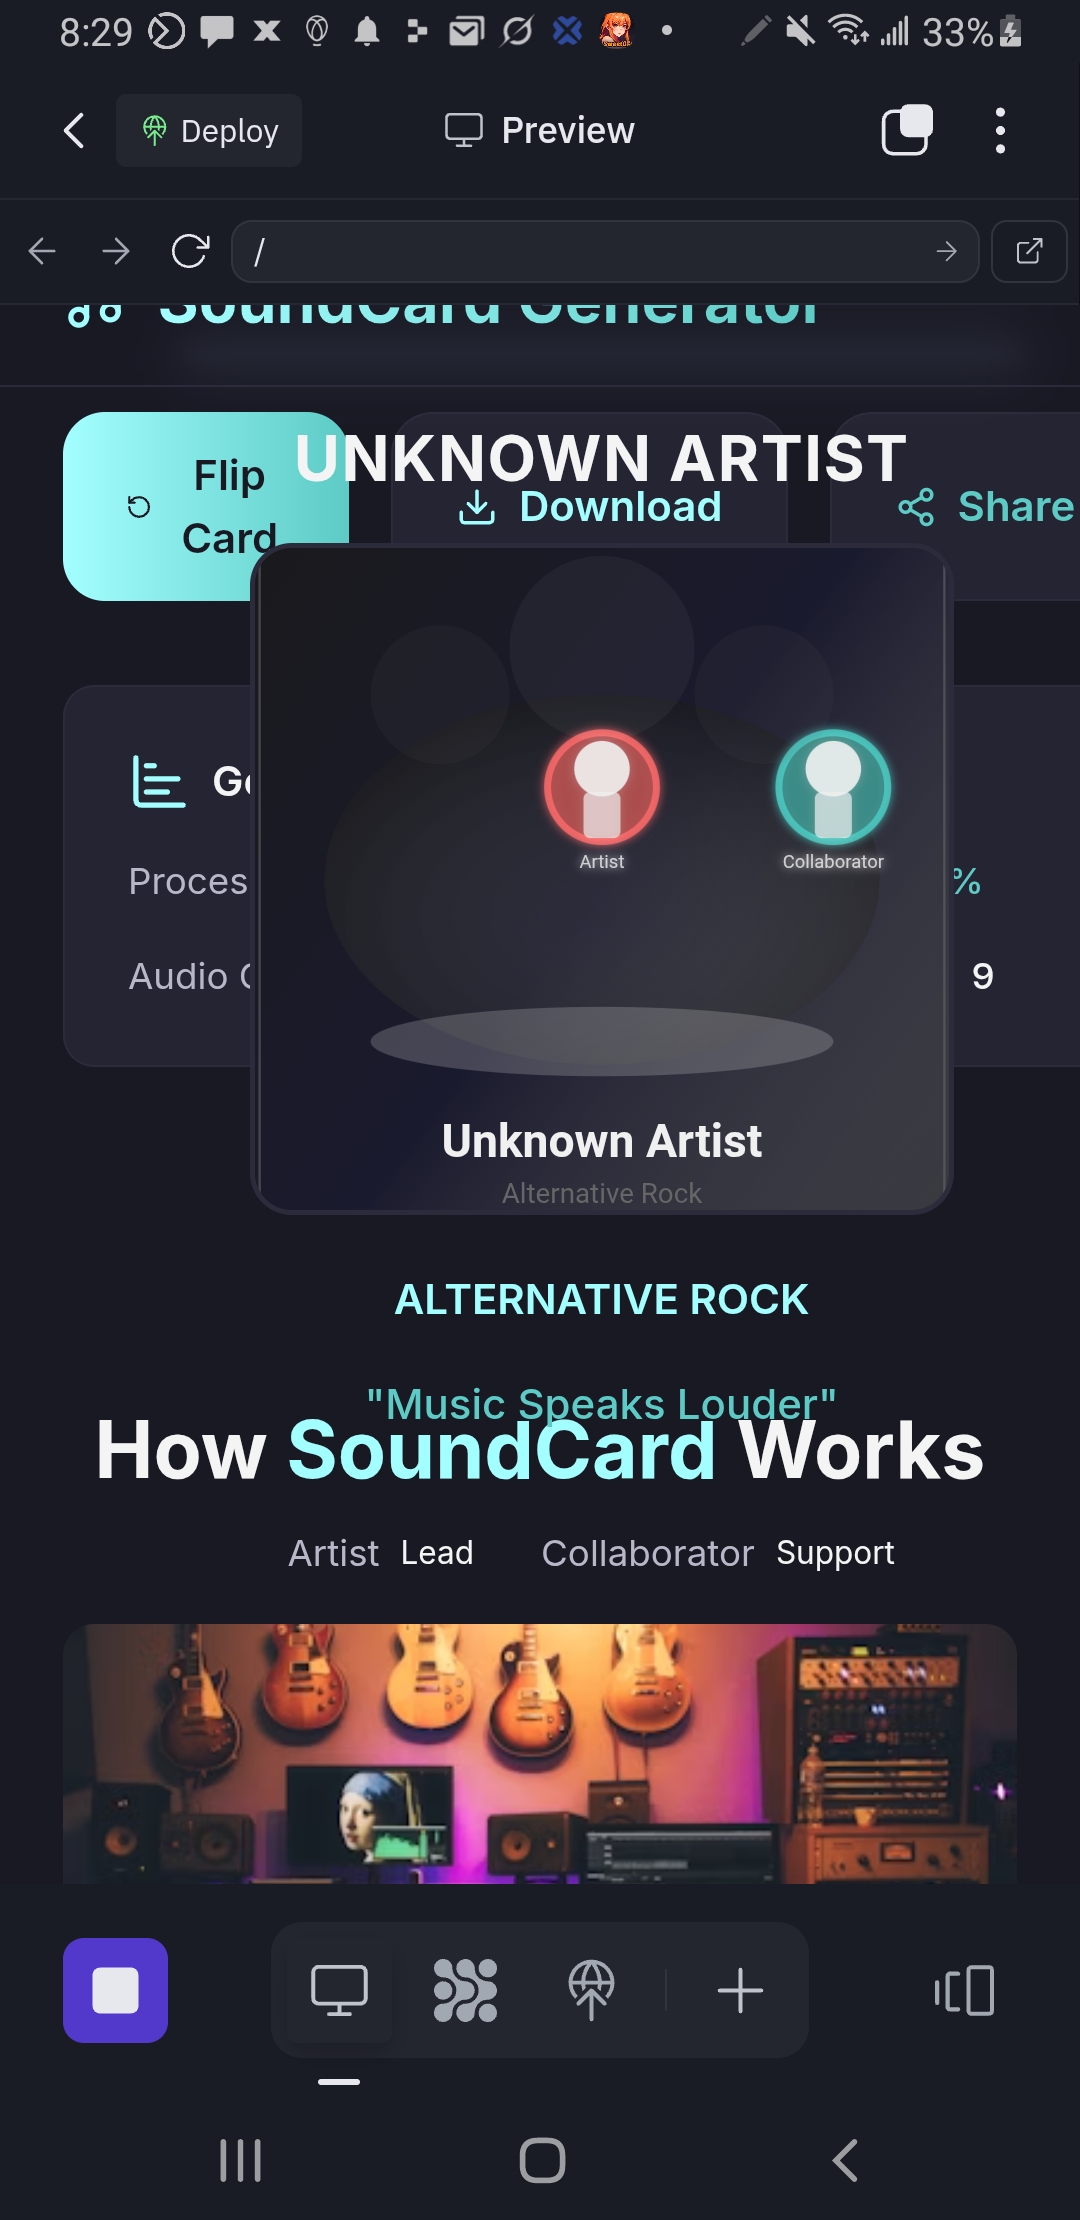 8:29
33%
Deploy
Preview
/
SoundCard Generator
UNKNOWN ARTIST
Flip
Card
Download
Share
Artist
Collaborator
Proces
%
Audio
9
Unknown Artist
Alternative Rock
ALTERNATIVE ROCK
"Music Speaks Louder"
How SoundCard Works
Artist Lead Collaborator Support